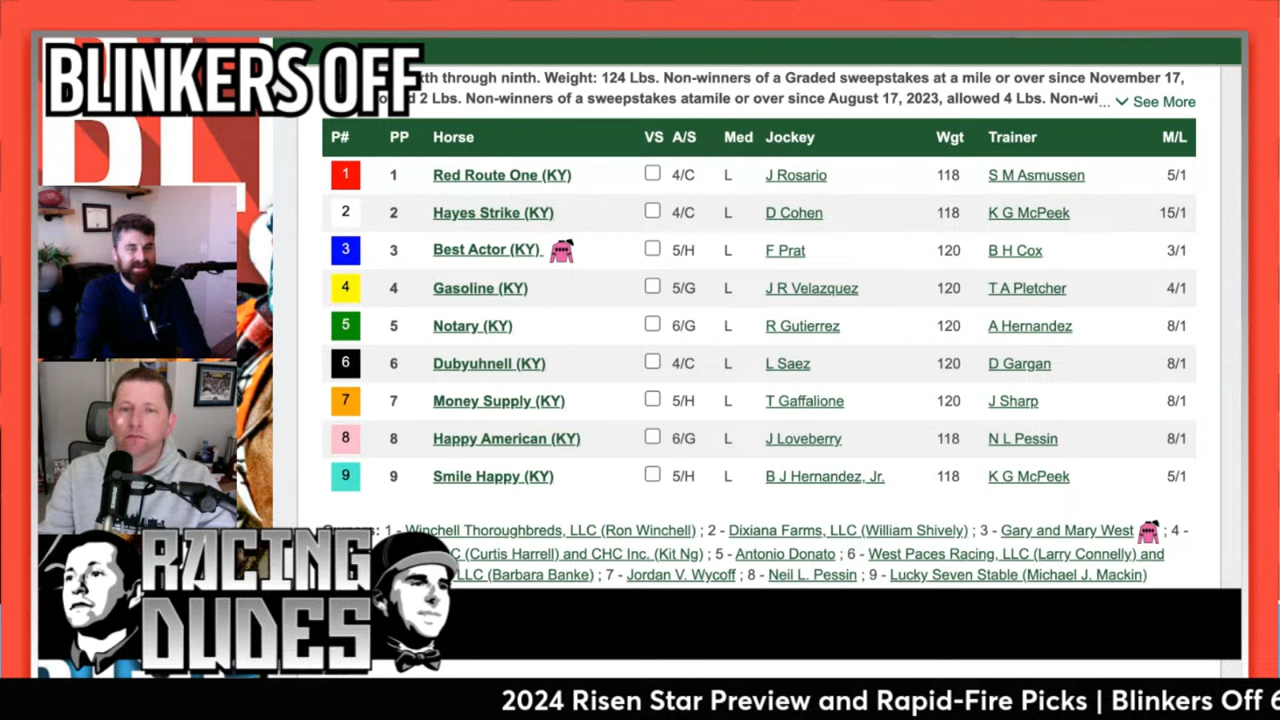 BLINKERS OFF
xth through ninth. Weight: 124 Lbs. Non-winners of a Graded sweepstakes at a mile or over since November 17,
d 2 Lbs. Non-winners of a sweepstakes atamile or over since August 17, 2023, allowed 4 Lbs. Non-wi... See More
P# PP Horse VS A/S Med Jockey Wgt Trainer M/L
1 1 Red Route One (KY) 4/C L J Rosario 118 S M Asmussen 5/1
2 2 Hayes Strike (KY) 4/C L D Cohen 118 K G McPeek 15/1
3 3 Best Actor (KY) 5/H L F Prat 120 B H Cox 3/1
4 4 Gasoline (KY) 5/G L J R Velazquez 120 T A Pletcher 4/1
5 5 Notary (KY) 6/G L R Gutierrez 120 A Hernandez 8/1
6 6 Dubyuhnell (KY) 4/C L L Saez 120 D Gargan 8/1
7 7 Money Supply (KY) 5/H L T Gaffalione 120 J Sharp 8/1
8 8 Happy American (KY) 6/G L J Loveberry 118 N L Pessin 8/1
9 9 Smile Happy (KY) 5/H L B J Hernandez, Jr. 118 K G McPeek 5/1
: 1 - Winchell Thoroughbreds, LLC (Ron Winchell) ; 2 - Dixiana Farms, LLC (William Shively) ; 3 - Gary and Mary West ; 4 -
C (Curtis Harrell) and CHC Inc. (Kit Ng) ; 5 - Antonio Donato ; 6 - West Paces Racing, LLC (Larry Connelly) and
LLC (Barbara Banke) ; 7 - Jordan V. Wycoff ; 8 - Neil L. Pessin ; 9 - Lucky Seven Stable (Michael J. Mackin)
RACING
DUDES
2024 Risen Star Preview and Rapid-Fire Picks | Blinkers Off 6